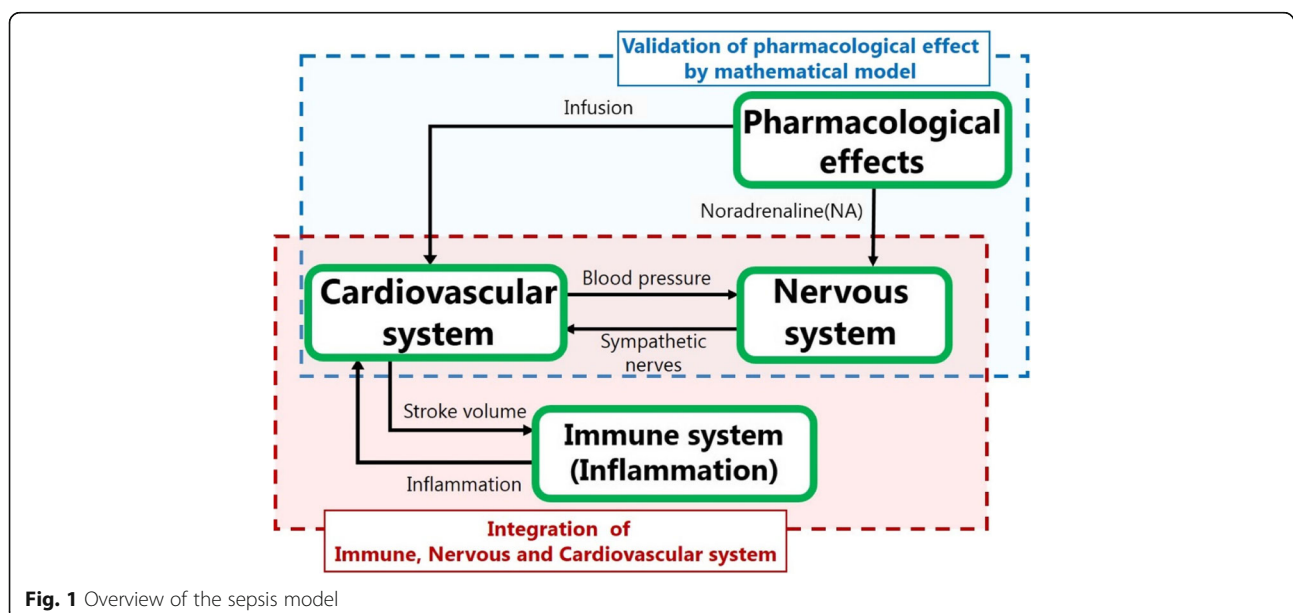 Validation of pharmacological effect
by mathematical model
Infusion
Pharmacological
effects
Noradrenaline(NA)
Cardiovascular
system
Blood pressure
Nervous
system
Sympathetic
nerves
Stroke volume
Immune system
(Inflammation)
Inflammation
Integration of
Immune, Nervous and Cardiovascular system
Fig. 1 Overview of the sepsis model